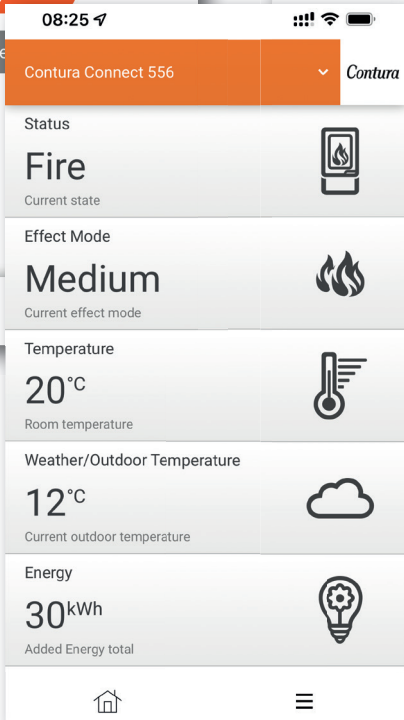 08:25
Contura Connect 556
Contura
Status
Fire
Current state
Effect Mode
Medium
Current effect mode
Temperature
20°C
Room temperature
Weather/Outdoor Temperature
12°C
Current outdoor temperature
Energy
30kWh
Added Energy total